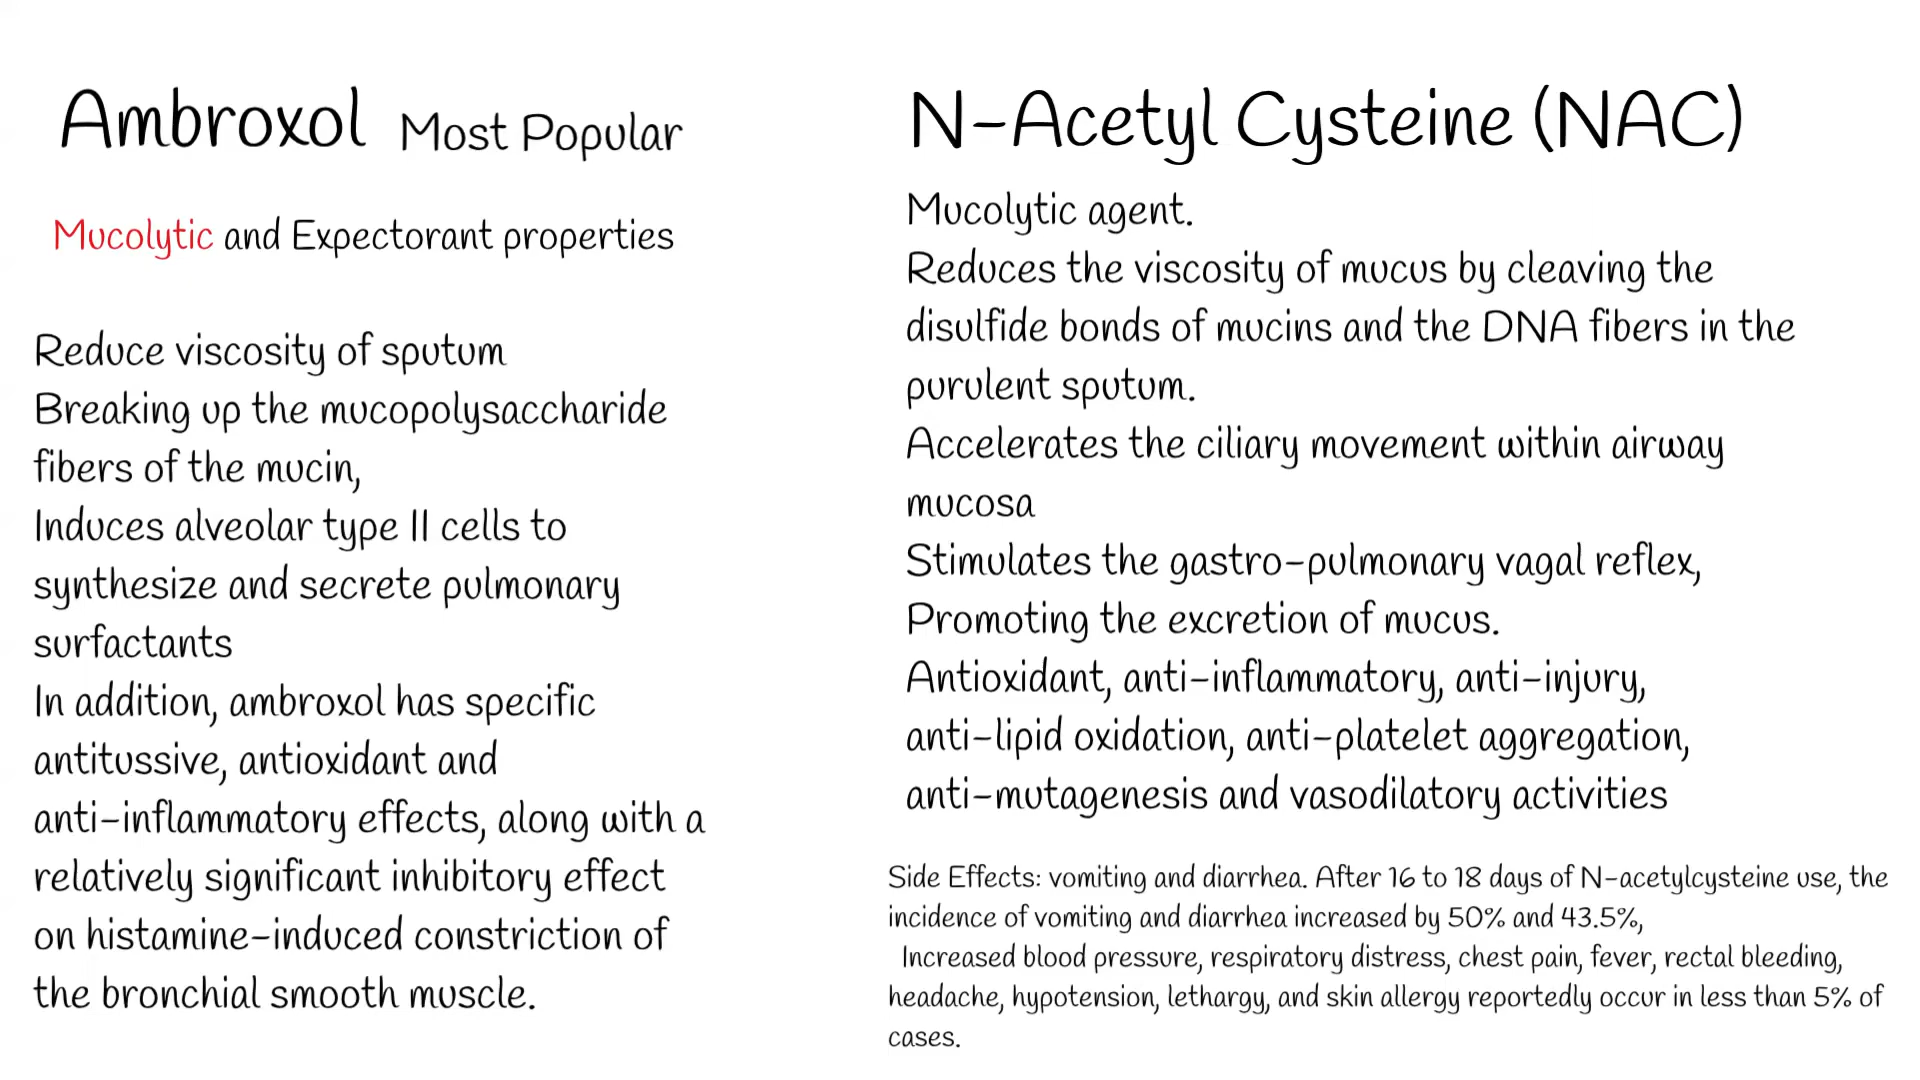 Ambroxol Most Popular
Mucolytic and Expectorant properties
Reduce viscosity of sputum
Breaking up the mucopolysaccharide
fibers of the mucin,
Induces alveolar type II cells to
synthesize and secrete pulmonary
surfactants
In addition, ambroxol has specific
antitussive, antioxidant and
anti-inflammatory effects, along with a
relatively significant inhibitory effect
on histamine-induced constriction of
the bronchial smooth muscle.
N-Acetyl Cysteine (NAC)
Mucolytic agent.
Reduces the viscosity of mucus by cleaving the
disulfide bonds of mucins and the DNA fibers in the
purulent sputum.
Accelerates the ciliary movement within airway
mucosa
Stimulates the gastro-pulmonary vagal reflex,
Promoting the excretion of mucus.
Antioxidant, anti-inflammatory, anti-injury,
anti-lipid oxidation, anti-platelet aggregation,
anti-mutagenesis and vasodilatory activities
Side Effects: vomiting and diarrhea. After 16 to 18 days of N-acetylcysteine use, the
incidence of vomiting and diarrhea increased by 50% and 43.5%,
Increased blood pressure, respiratory distress, chest pain, fever, rectal bleeding,
headache, hypotension, lethargy, and skin allergy reportedly occur in less than 5% of
cases.